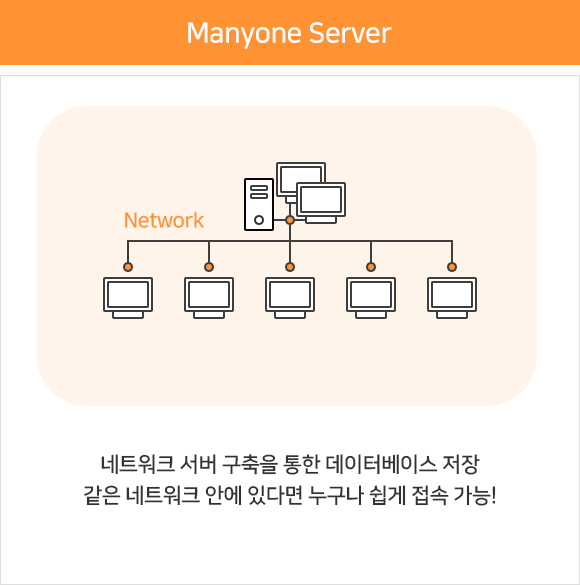 Manyone Server
Network
네트워크 서버 구축을 통한 데이터베이스 저장
같은 네트워크 안에 있다면 누구나 쉽게 접속 가능!